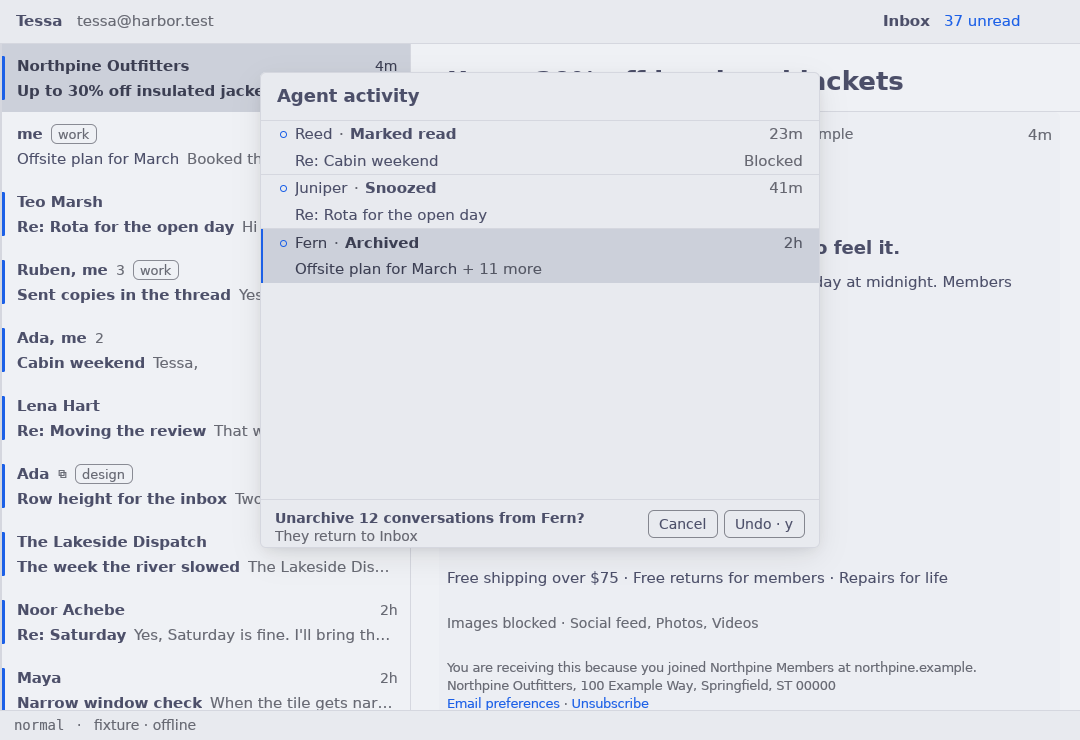 Tessa tessa@harbor.test Inbox 37 unread
Northpine Outfitters 4m
Up to 30% off insulated jacke
me work
Offsite plan for March Booked th
Teo Marsh
Re: Rota for the open day Hi
Ruben, me 3 work
Sent copies in the thread Yes
Ada, me 2
Cabin weekend Tessa,
Lena Hart
Re: Moving the review That w
Ada design
Row height for the inbox Two
The Lakeside Dispatch
The week the river slowed The Lakeside Dis…
Noor Achebe 2h
Re: Saturday Yes, Saturday is fine. I'll bring th…
Maya 2h
Narrow window check When the tile gets nar…
Agent activity
Reed · Marked read 23m
Re: Cabin weekend Blocked
Juniper · Snoozed 41m
Re: Rota for the open day
Fern · Archived 2h
Offsite plan for March + 11 more
Unarchive 12 conversations from Fern?
They return to Inbox
Cancel Undo · y
ackets
mple 4m
o feel it.
day at midnight. Members
Free shipping over $75 · Free returns for members · Repairs for life
Images blocked · Social feed, Photos, Videos
You are receiving this because you joined Northpine Members at northpine.example.
Northpine Outfitters, 100 Example Way, Springfield, ST 00000
Email preferences · Unsubscribe
normal · fixture · offline